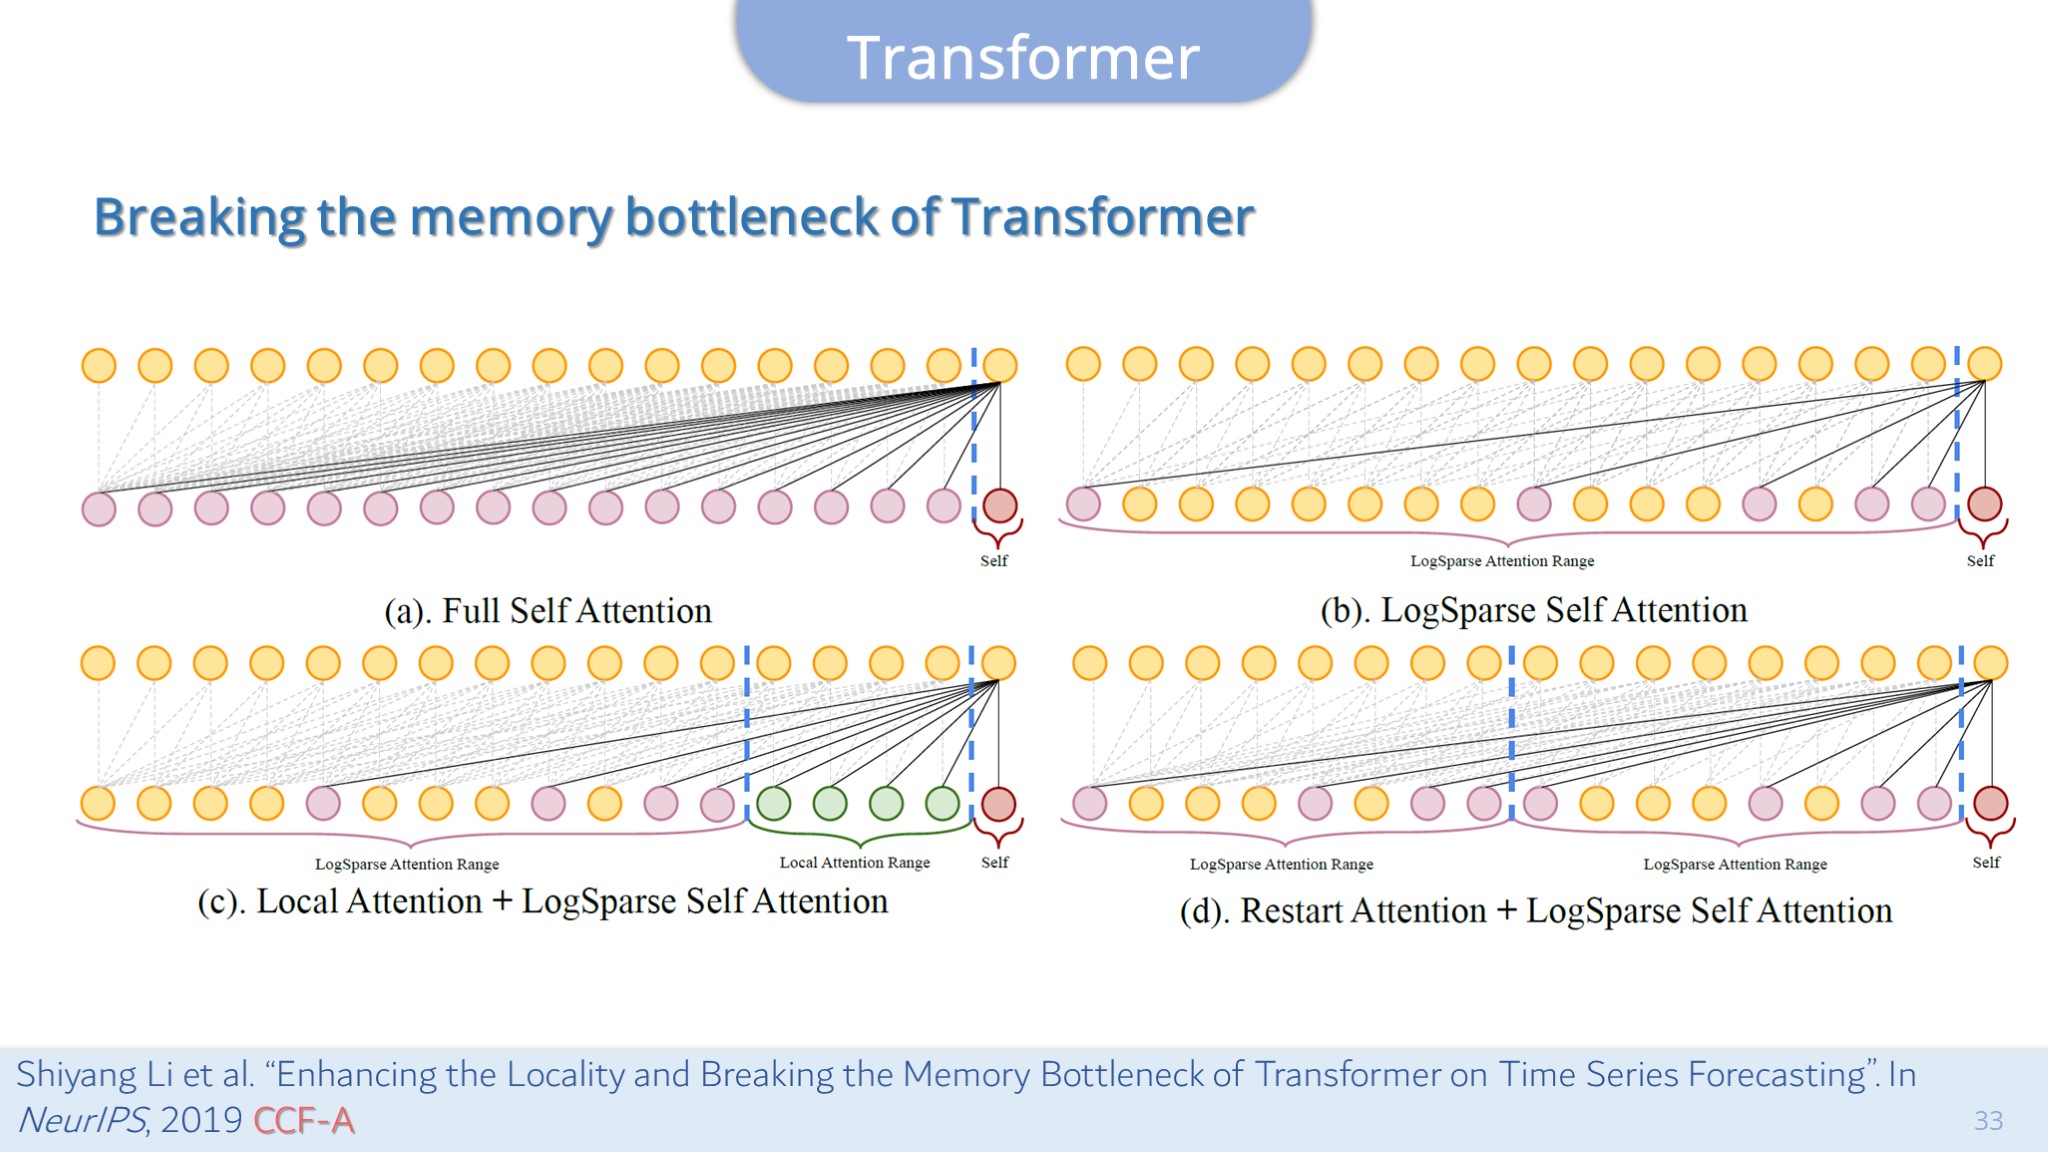 Transformer
Breaking the memory bottleneck of Transformer
Self
(a). Full Self Attention
LogSparse Attention Range
Self
(b). LogSparse Self Attention
LogSparse Attention Range
Local Attention Range
Self
(c). Local Attention + LogSparse Self Attention
LogSparse Attention Range
LogSparse Attention Range
Self
(d). Restart Attention + LogSparse Self Attention
Shiyang Li et al. “Enhancing the Locality and Breaking the Memory Bottleneck of Transformer on Time Series Forecasting”. In
NeurIPS, 2019 CCF-A
33